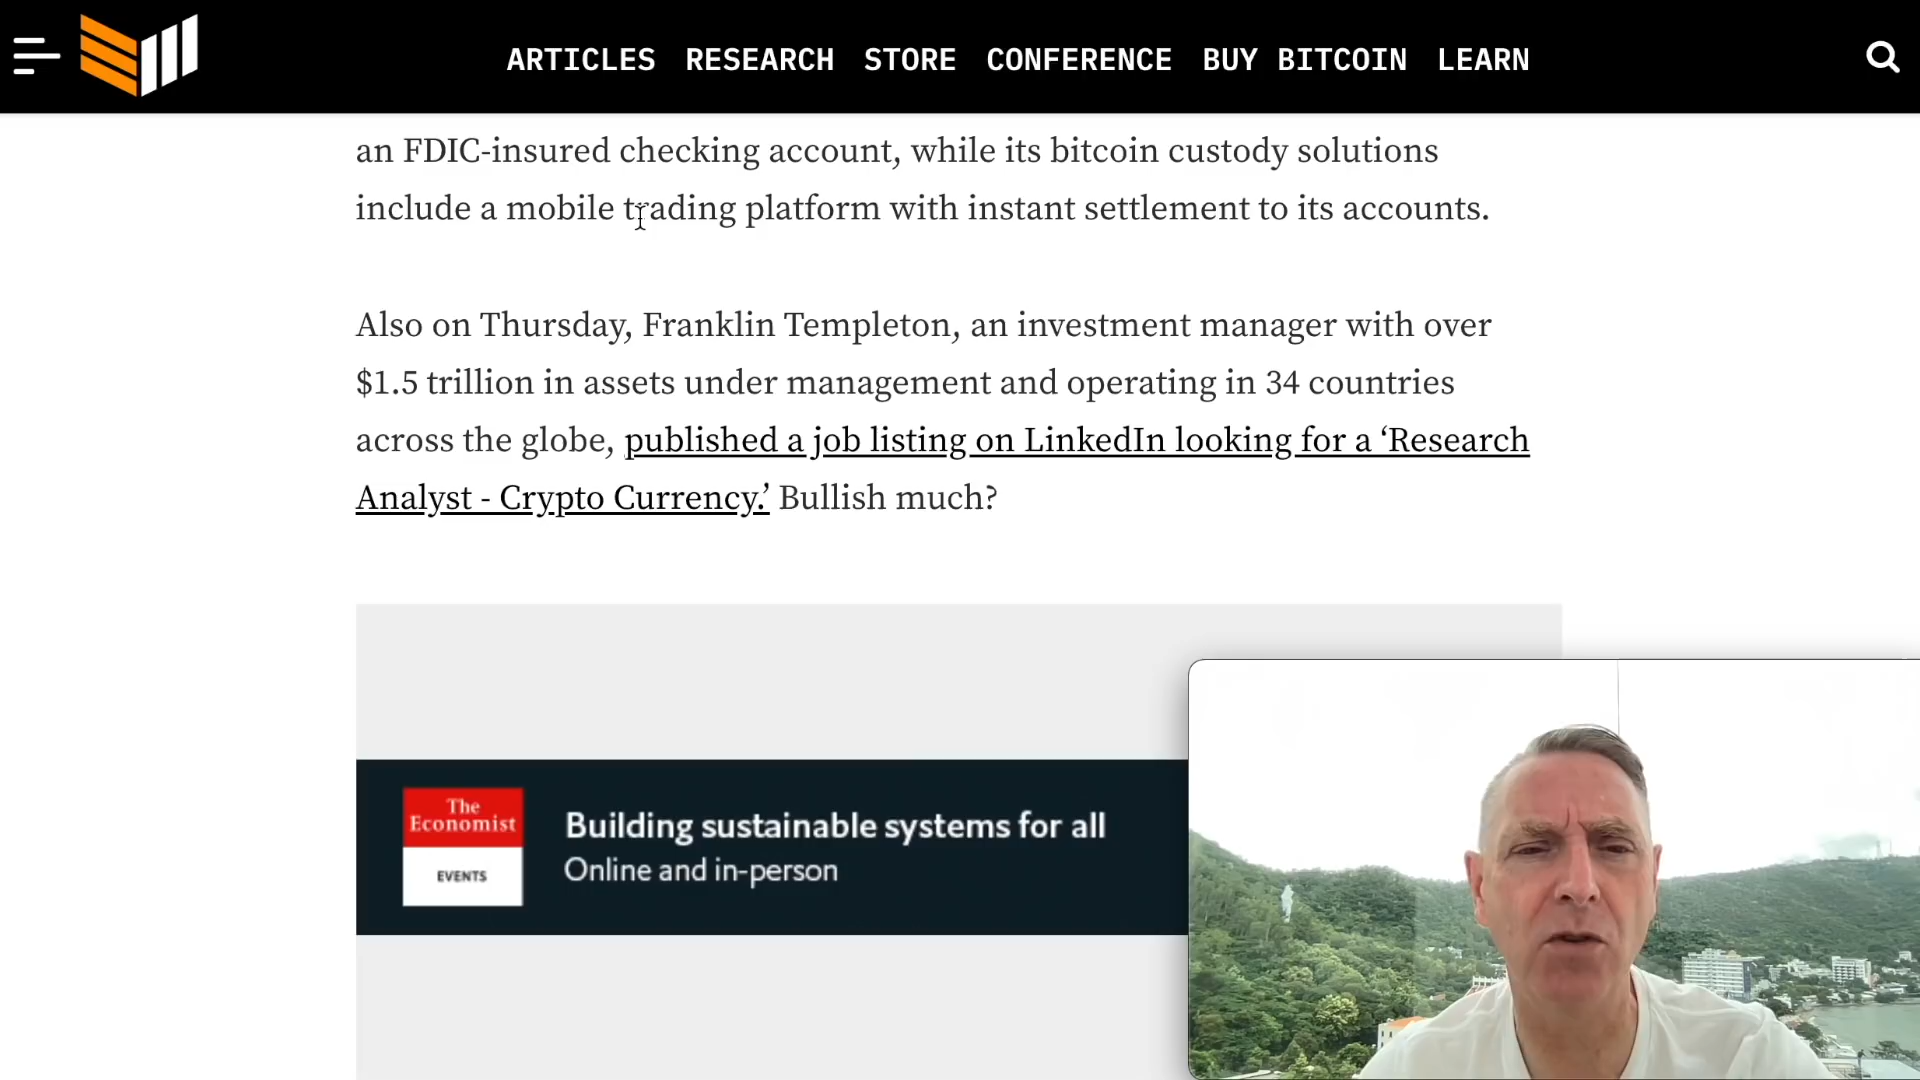 ARTICLES RESEARCH STORE CONFERENCE BUY BITCOIN LEARN
an FDIC-insured checking account, while its bitcoin custody solutions
include a mobile trading platform with instant settlement to its accounts.
Also on Thursday, Franklin Templeton, an investment manager with over
$1.5 trillion in assets under management and operating in 34 countries
across the globe, published a job listing on LinkedIn looking for a ‘Research
Analyst - Crypto Currency.’ Bullish much?
The
Economist
EVENTS
Building sustainable systems for all
Online and in-person